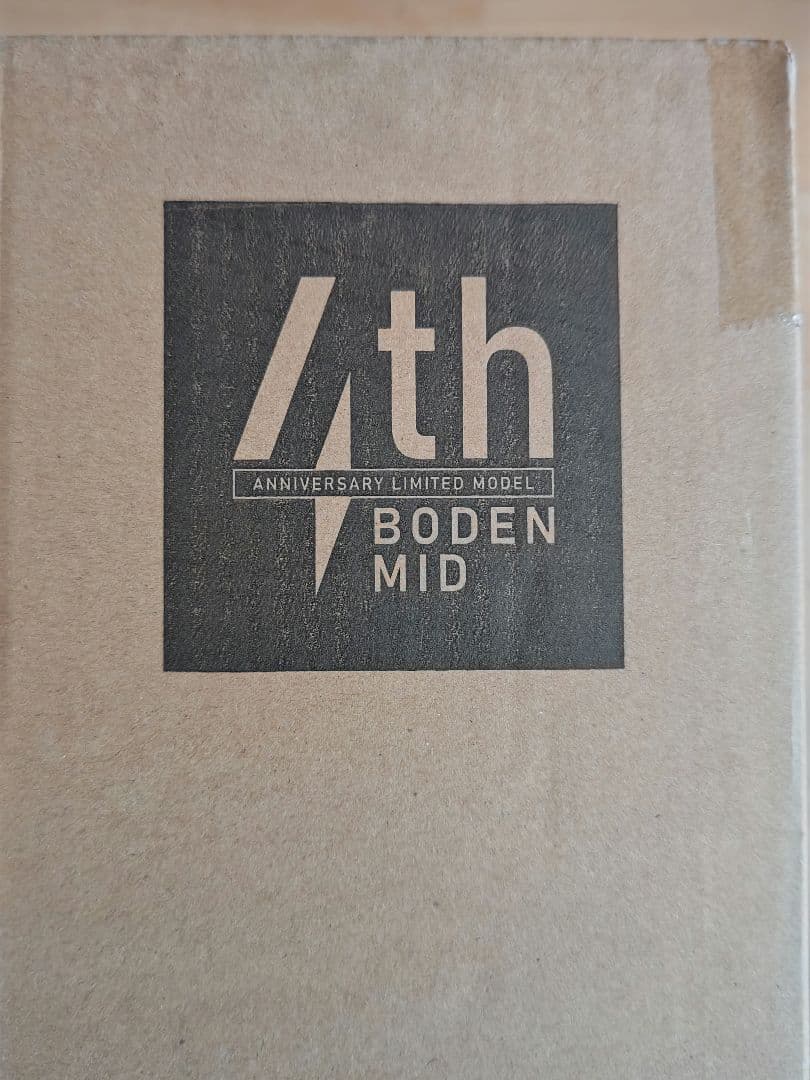 4th
ANNIVERSARY LIMITED MODEL
BODEN
MID